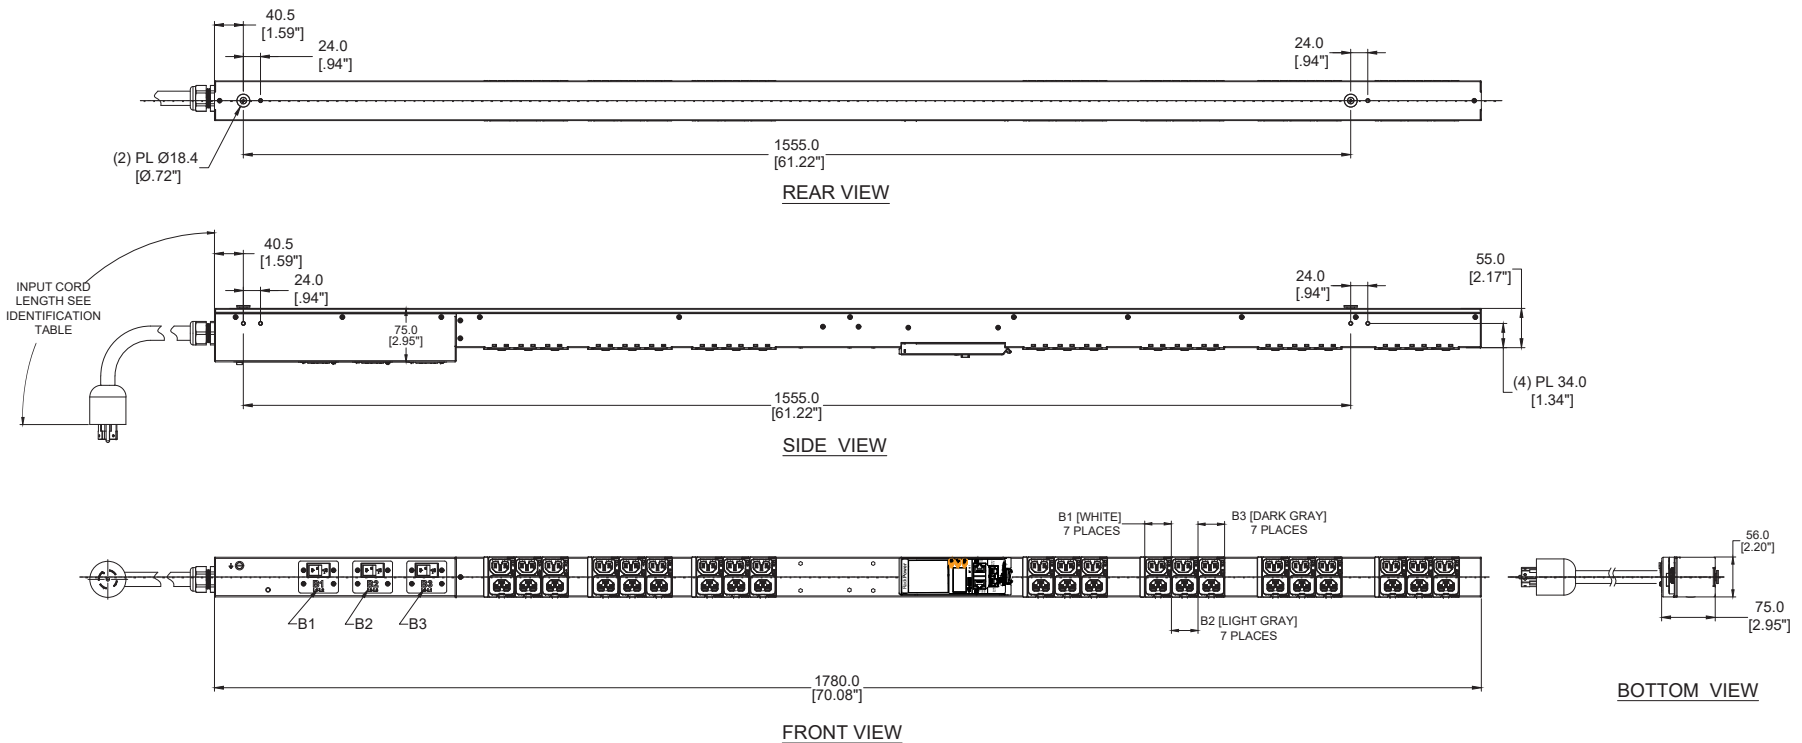 40.5
[1.59"]
24.0
[.94"]
24.0
[.94"]
(2) PL Ø18.4
[Ø.72"]
1555.0
[61.22"]
REAR VIEW
INPUT CORD
LENGTH SEE
IDENTIFICATION
TABLE
40.5
[1.59"]
24.0
[.94"]
75.0
[2.95"]
24.0
[.94"]
55.0
[2.17"]
(4) PL 34.0
[1.34"]
1555.0
[61.22"]
SIDE VIEW
B1 [WHITE]
7 PLACES
B3 [DARK GRAY]
7 PLACES
B1
B2
B3
B2 [LIGHT GRAY]
7 PLACES
1780.0
[70.08"]
FRONT VIEW
56.0
[2.20"]
75.0
[2.95"]
BOTTOM VIEW